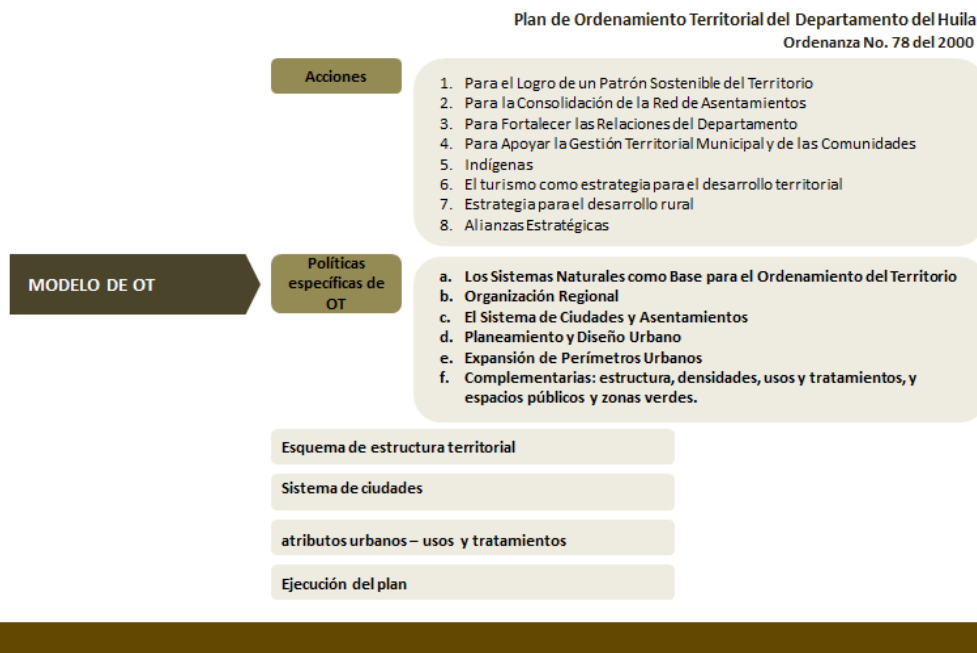 Plan de Ordenamiento Territorial del Departamento del Huila
Ordenanza No. 78 del 2000
Acciones
1. Para el Logro de un Patrón Sostenible del Territorio
2. Para la Consolidación de la Red de Asentamientos
3. Para Fortalecer las Relaciones del Departamento
4. Para Apoyar la Gestión Territorial Municipal y de las Comunidades
5. Indígenas
6. El turismo como estrategia para el desarrollo territorial
7. Estrategia para el desarrollo rural
8. Alianzas Estratégicas
MODELO DE OT
Políticas
específicas de
OT
a. Los Sistemas Naturales como Base para el Ordenamiento del Territorio
b. Organización Regional
c. El Sistema de Ciudades y Asentamientos
d. Planeamiento y Diseño Urbano
e. Expansión de Perímetros Urbanos
f. Complementarias: estructura, densidades, usos y tratamientos, y
espacios públicos y zonas verdes.
Esquema de estructura territorial
Sistema de ciudades
atributos urbanos – usos y tratamientos
Ejecución del plan